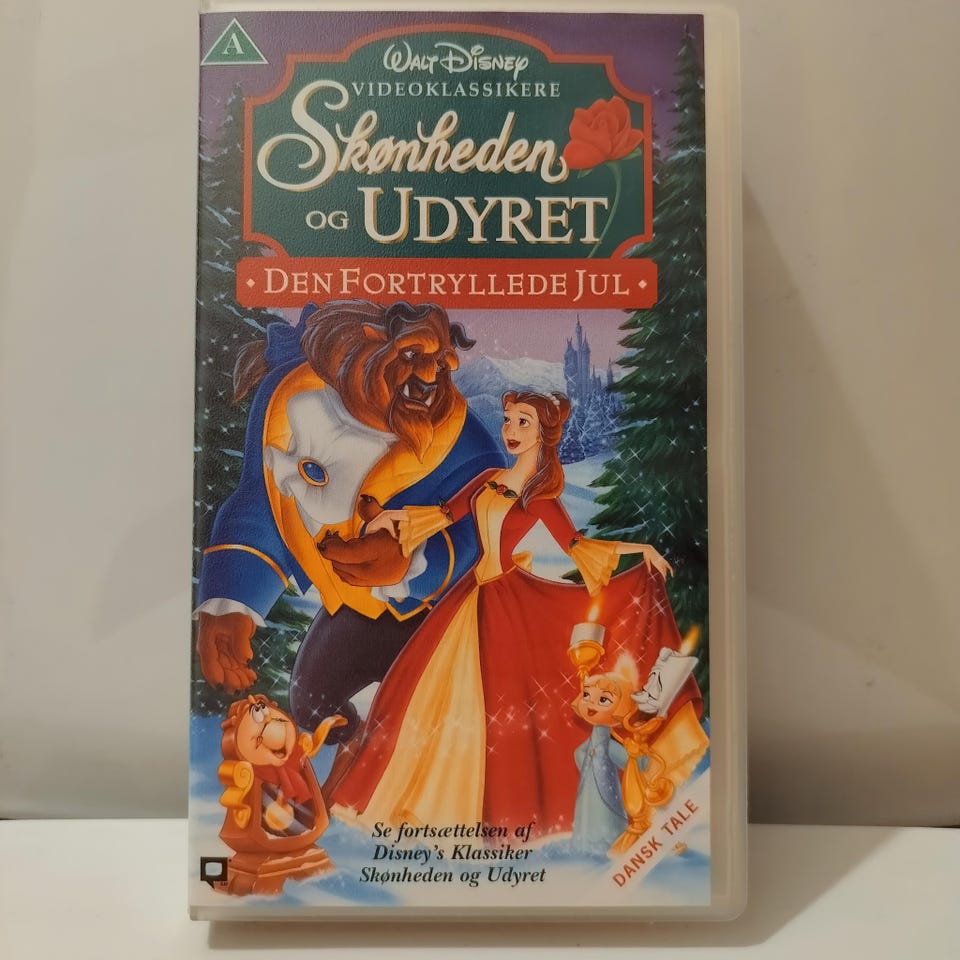 A
WALT DISNEY
VIDEOKLASSIKERE
Skønheden
OG UDYRET
• DEN FORTRYLLEDE JUL •
Se fortsættelsen af
Disney's Klassiker
Skønheden og Udyret
DANSK TALE